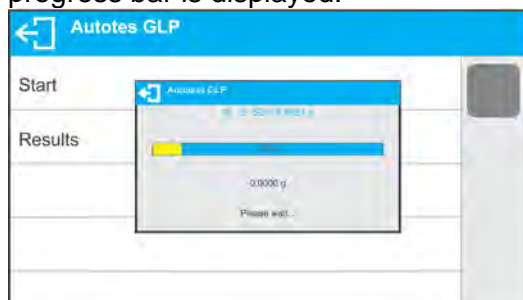 progress bar is displayed.
Autotes GLP
Start
Autotest GLP
Results
-0.0000 g
Please wait...